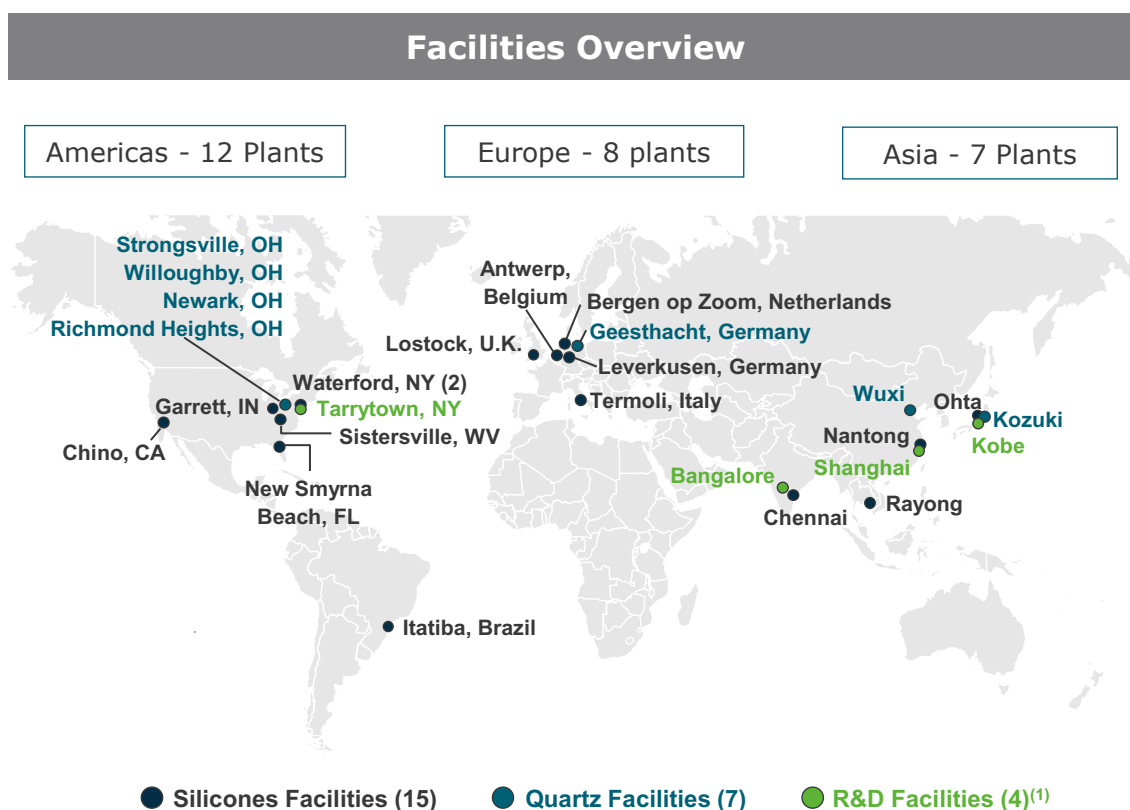 Facilities Overview
Americas - 12 Plants
Europe - 8 plants
Asia - 7 Plants
Strongsville, OH
Willoughby, OH
Newark, OH
Richmond Heights, OH
Waterford, NY (2)
Garrett, IN
Tarrytown, NY
Sistersville, WV
Chino, CA
New Smyrna
Beach, FL
Itatiba, Brazil
Antwerp,
Belgium
Bergen op Zoom, Netherlands
Geesthacht, Germany
Lostock, U.K.
Leverkusen, Germany
Termoli, Italy
Wuxi
Ohta
Kozuki
Nantong
Kobe
Shanghai
Bangalore
Chennai
Rayong
Silicones Facilities (15)
Quartz Facilities (7)
R&D Facilities (4)(1)